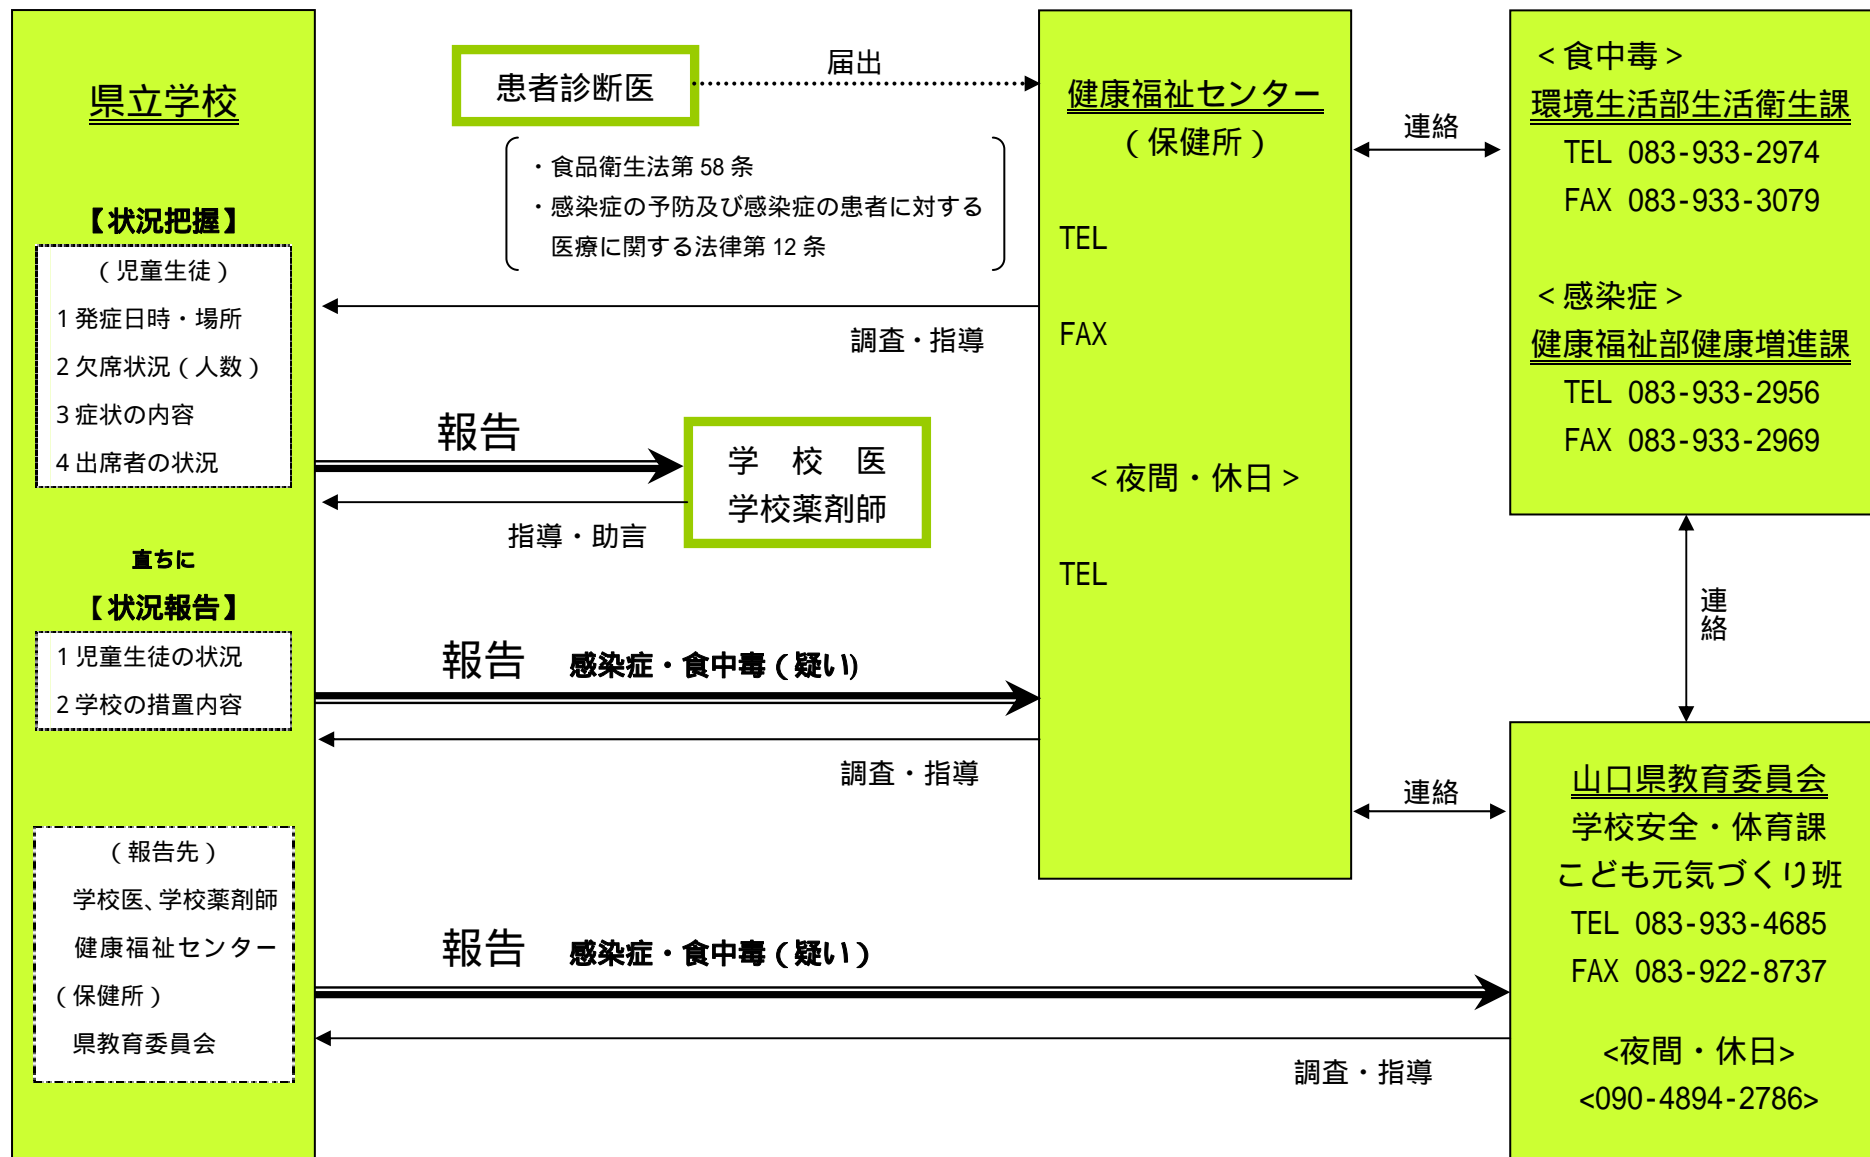 県立学校
【状況把握】
（児童生徒）
1 発症日時・場所
2 欠席状況（人数）
3 症状の内容
4 出席者の状況
直ちに
【状況報告】
1 児童生徒の状況
2 学校の措置内容
（報告先）
学校医、学校薬剤師
健康福祉センター
（保健所）
県教育委員会
患者診断医
届出
・食品衛生法第 58 条
・感染症の予防及び感染症の患者に対する
医療に関する法律第 12 条
調査・指導
報告
学　校　医
学校薬剤師
指導・助言
報告　感染症・食中毒（疑い）
調査・指導
報告　感染症・食中毒（疑い）
調査・指導
健康福祉センター
（保健所）
TEL
FAX
＜夜間・休日＞
TEL
連絡
連絡
＜食中毒＞
環境生活部生活衛生課
TEL 083-933-2974
FAX 083-933-3079
＜感染症＞
健康福祉部健康増進課
TEL 083-933-2956
FAX 083-933-2969
連絡
山口県教育委員会
学校安全・体育課
こども元気づくり班
TEL 083-933-4685
FAX 083-922-8737
<夜間・休日>
<090-4894-2786>